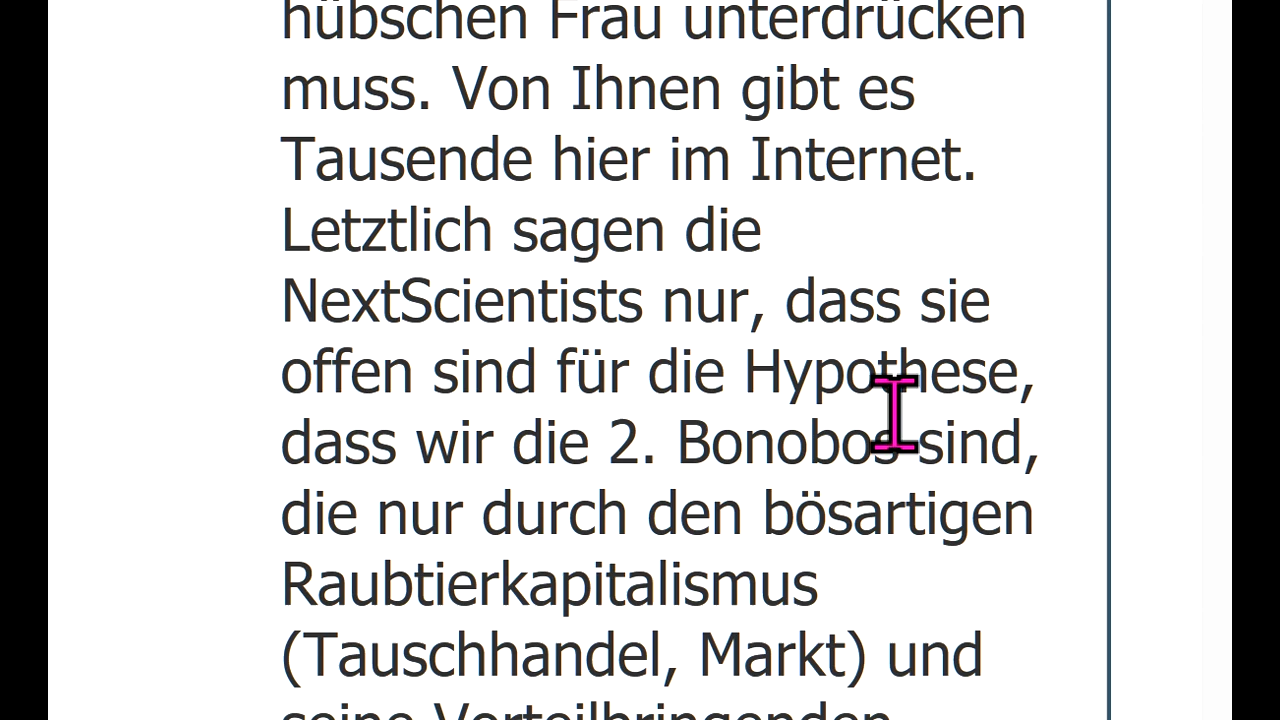 hübschen Frau unterdrücken
muss. Von Ihnen gibt es
Tausende hier im Internet.
Letztlich sagen die
NextScientists nur, dass sie
offen sind für die Hypothese,
dass wir die 2. Bonobos sind,
die nur durch den bösartigen
Raubtierkapitalismus
(Tauschhandel, Markt) und
seine Vorteilbringenden